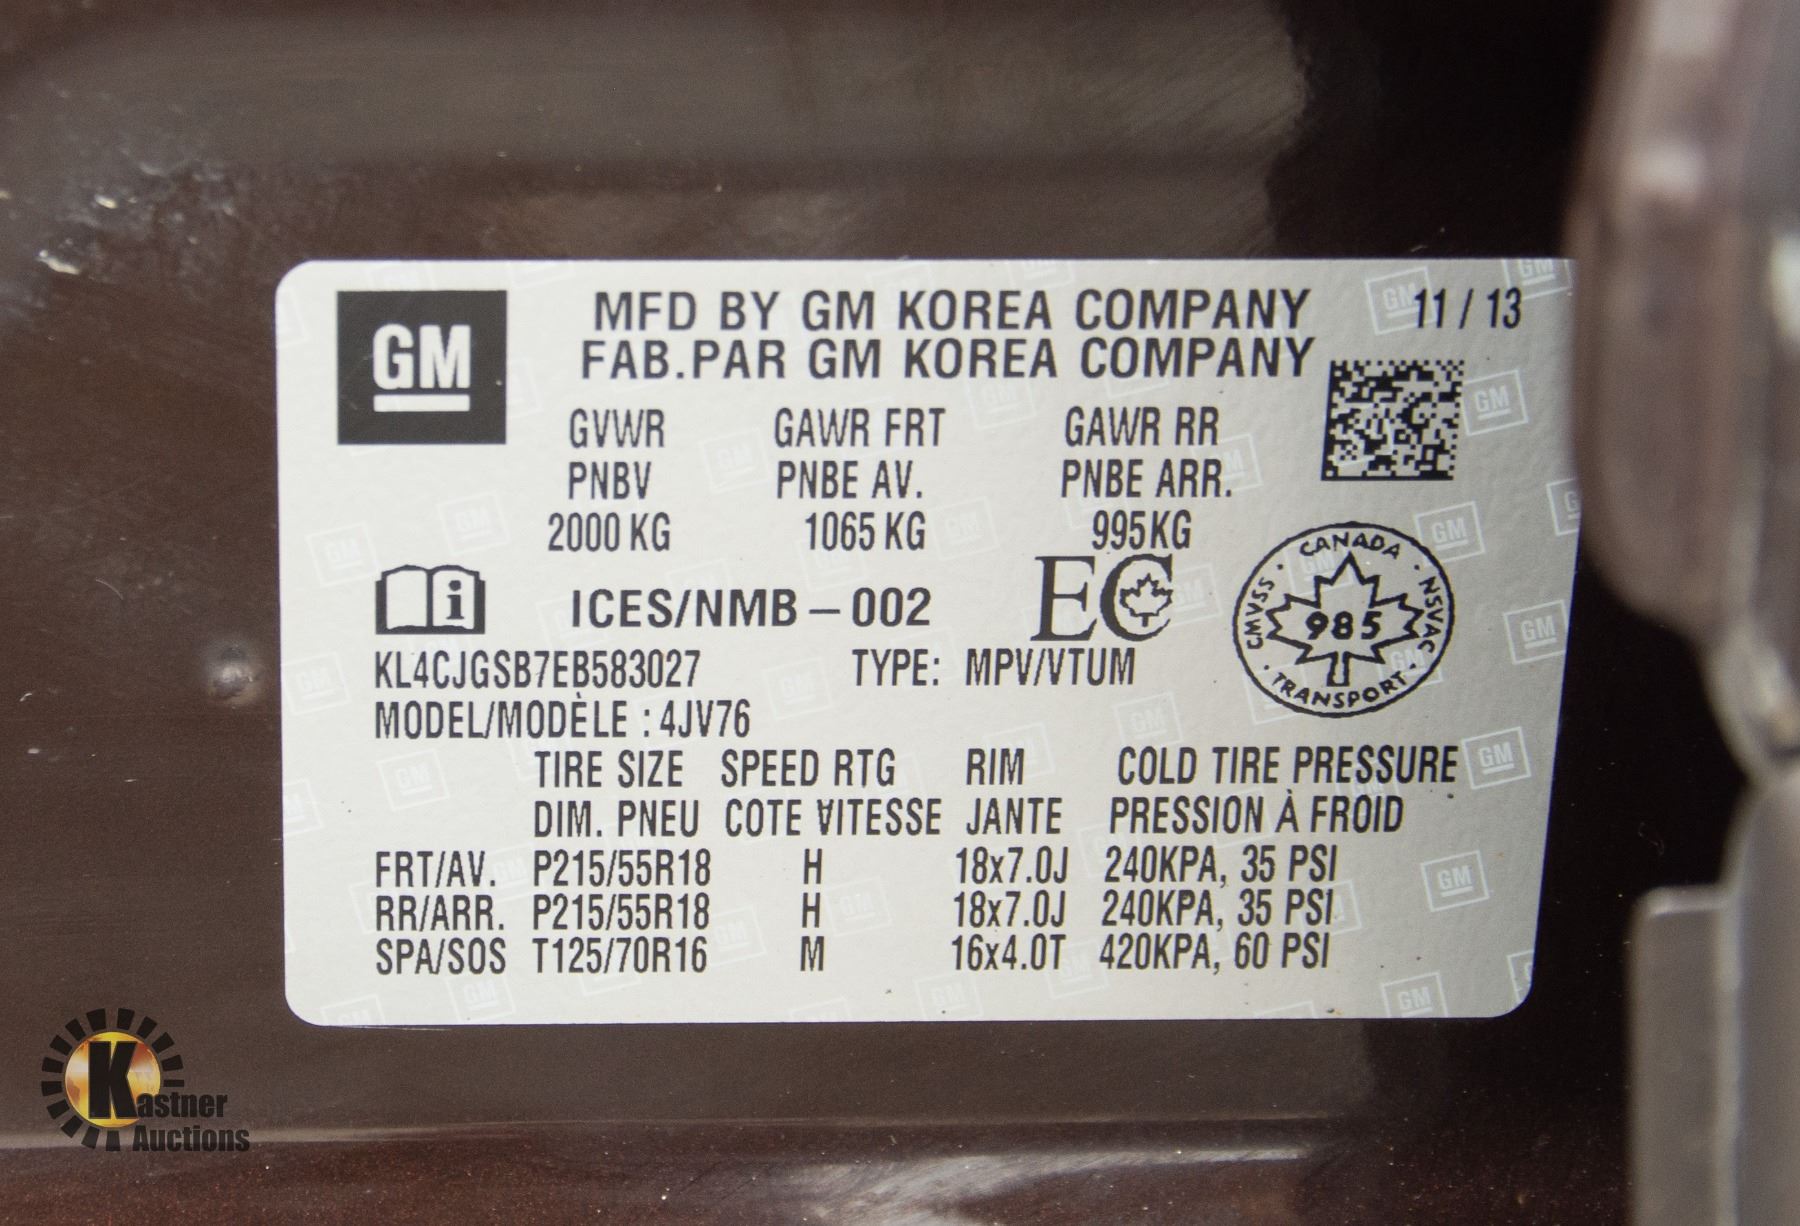 GM
MFD BY GM KOREA COMPANY 11 / 13
FAB.PAR GM KOREA COMPANY
GVWR GAWR FRT GAWR RR
PNBV PNBE AV. PNBE ARR.
2000 KG 1065 KG 995KG
i ICES/NMB – 002 EC
CANADA
CMVSS · 985 · NSVAC
TRANSPORT
KL4CJGSB7EB583027 TYPE: MPV/VTUM
MODEL/MODÈLE : 4JV76
TIRE SIZE SPEED RTG RIM COLD TIRE PRESSURE
DIM. PNEU COTE VITESSE JANTE PRESSION À FROID
FRT/AV. P215/55R18 H 18x7.0J 240KPA, 35 PSI
RR/ARR. P215/55R18 H 18x7.0J 240KPA, 35 PSI
SPA/SOS T125/70R16 M 16x4.0T 420KPA, 60 PSI
Kastner
Auctions